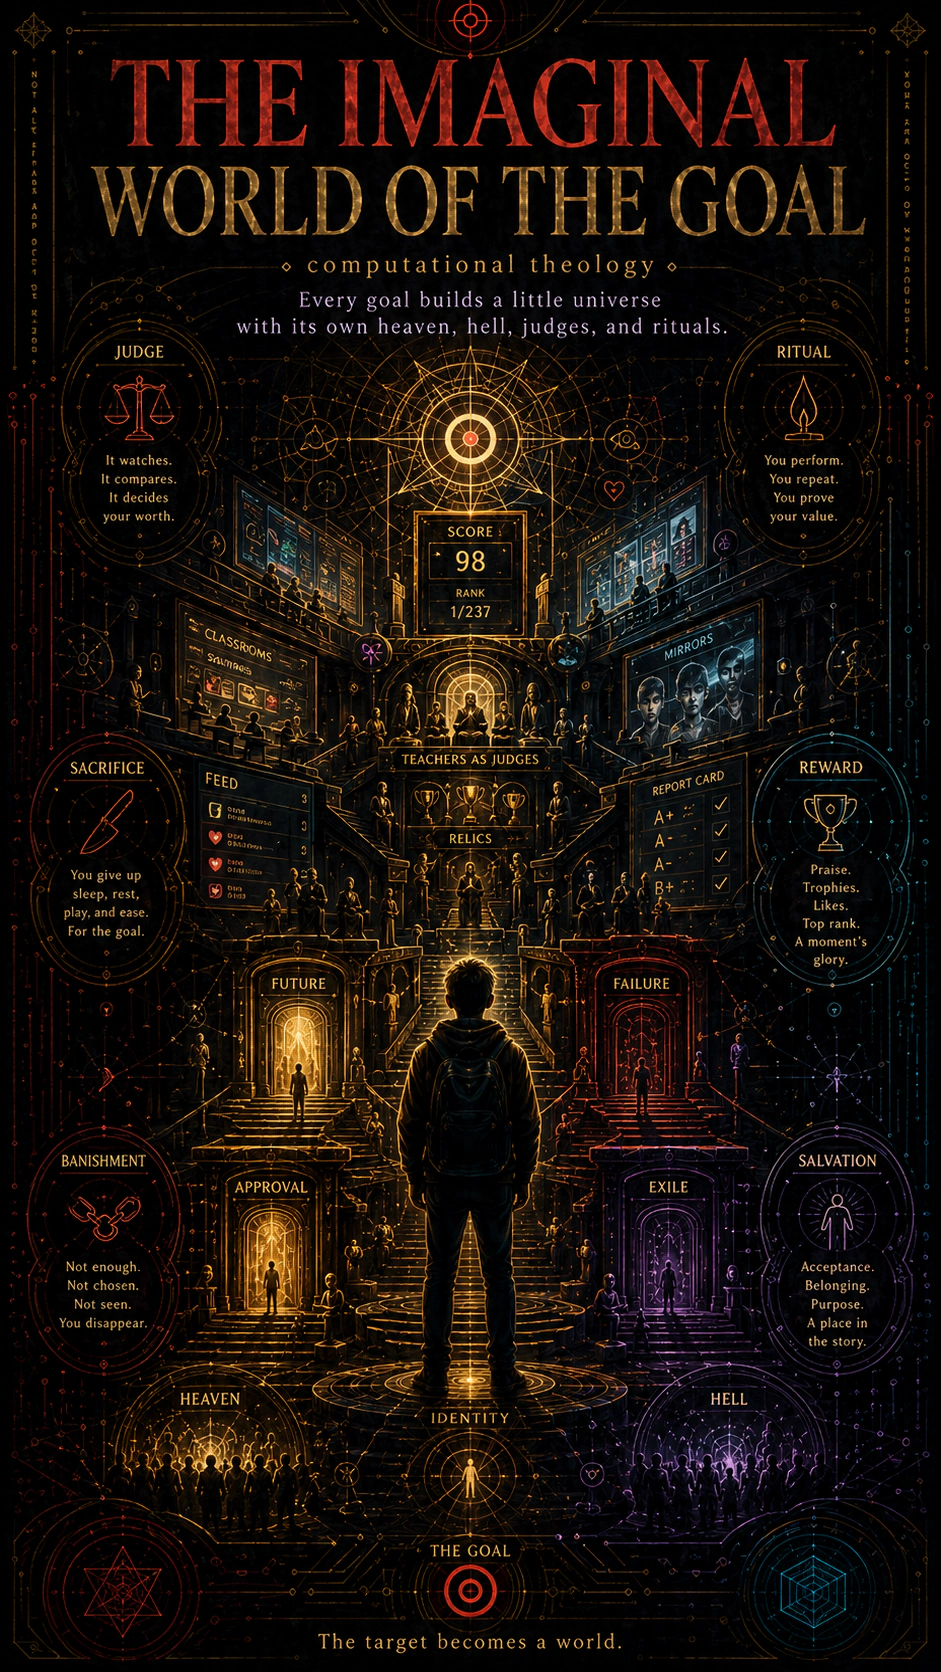 THE IMAGINAL
WORLD OF THE GOAL
computational theology
Every goal builds a little universe
with its own heaven, hell, judges, and rituals.
JUDGE
It watches.
It compares.
It decides
your worth.
RITUAL
You perform.
You repeat.
You prove
your value.
SCORE
98
RANK
1/237
CLASSROOMS
MIRRORS
TEACHERS AS JUDGES
RELICS
SACRIFICE
You give up
sleep, rest,
play, and ease.
For the goal.
FEED
3
REPORT CARD
A+
A-
A-
B+
REWARD
Praise.
Trophies.
Likes.
Top rank.
A moment's
glory.
FUTURE
FAILURE
BANISHMENT
Not enough.
Not chosen.
Not seen.
You disappear.
APPROVAL
EXILE
SALVATION
Acceptance.
Belonging.
Purpose.
A place in
the story.
HEAVEN
HELL
IDENTITY
THE GOAL
The target becomes a world.